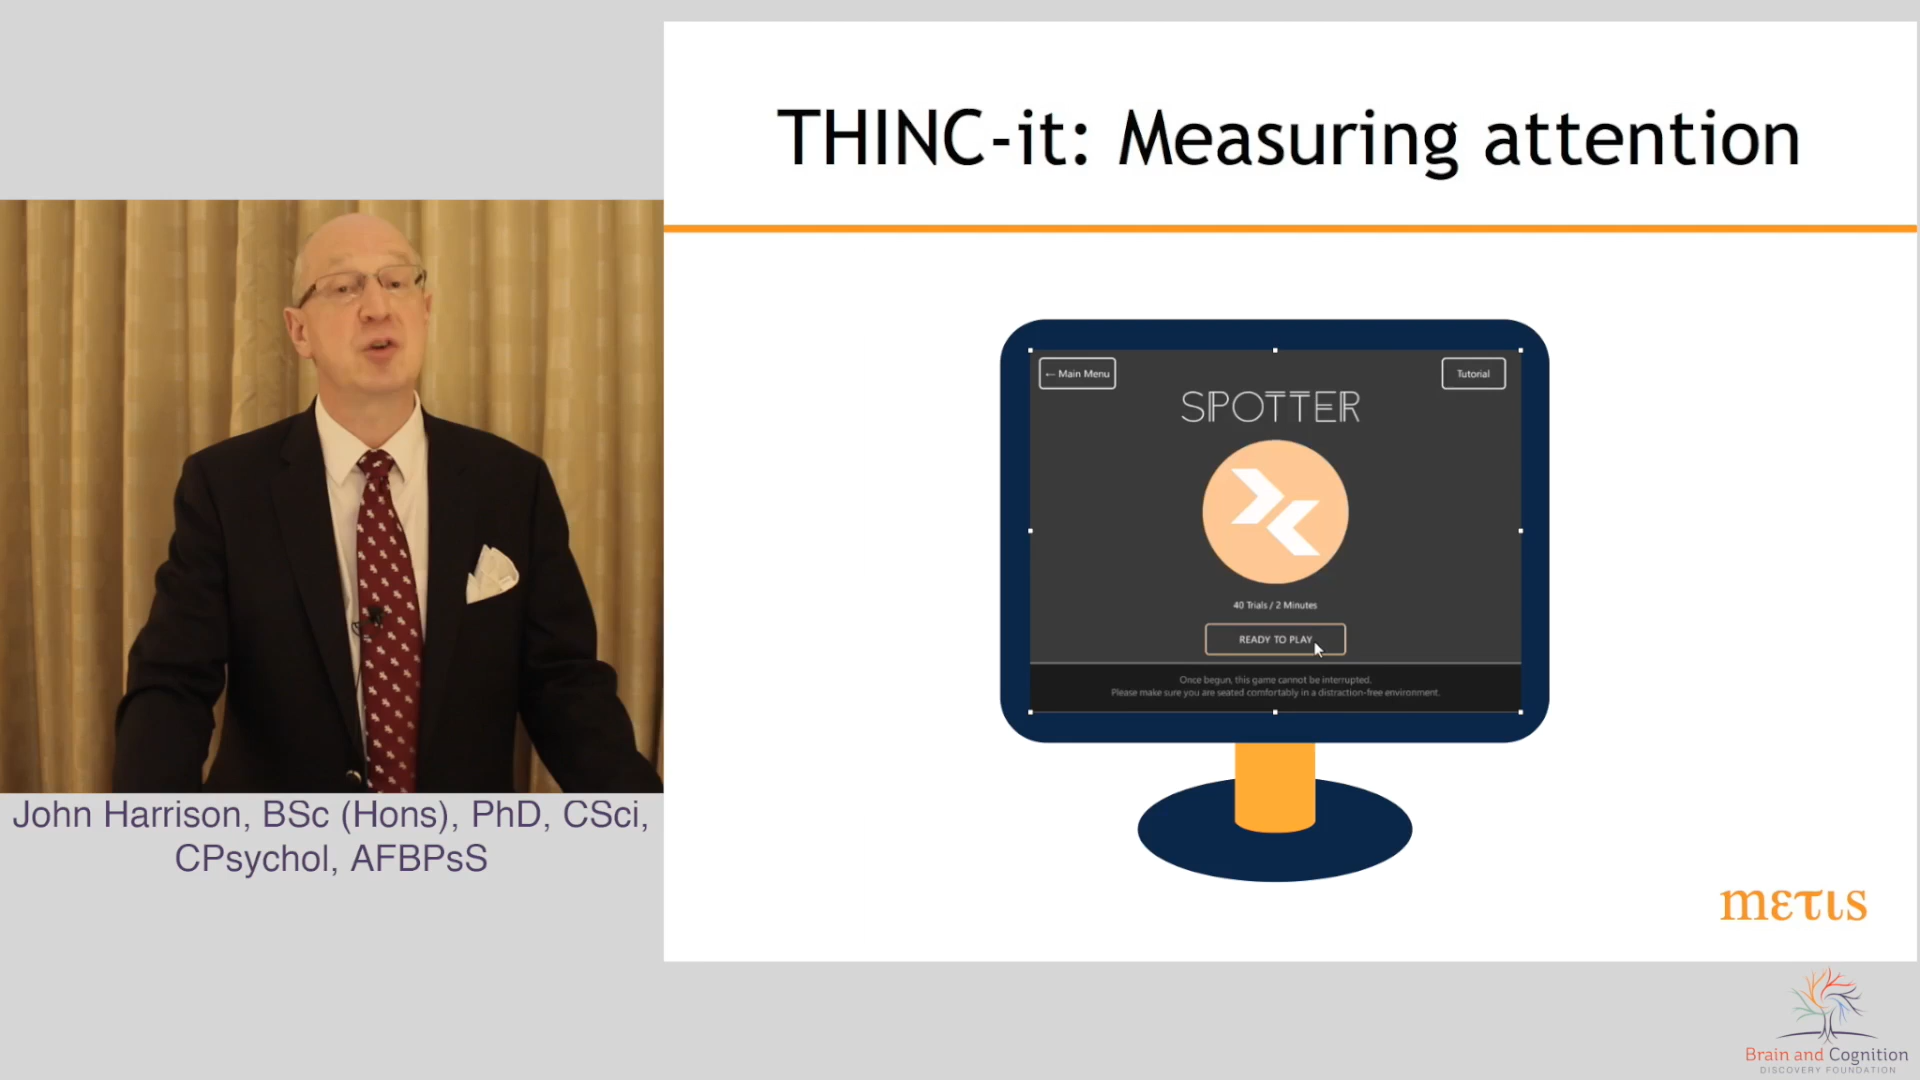 THINC-it: Measuring attention
← Main Menu
Tutorial
SPOTTER
40 Trials / 2 Minutes
READY TO PLAY
Once begun, this game cannot be interrupted.
Please make sure you are seated comfortably in a distraction-free environment.
John Harrison, BSc (Hons), PhD, CSci,
CPsychol, AFBPsS
mετιs
Brain and Cognition
DISCOVERY FOUNDATION